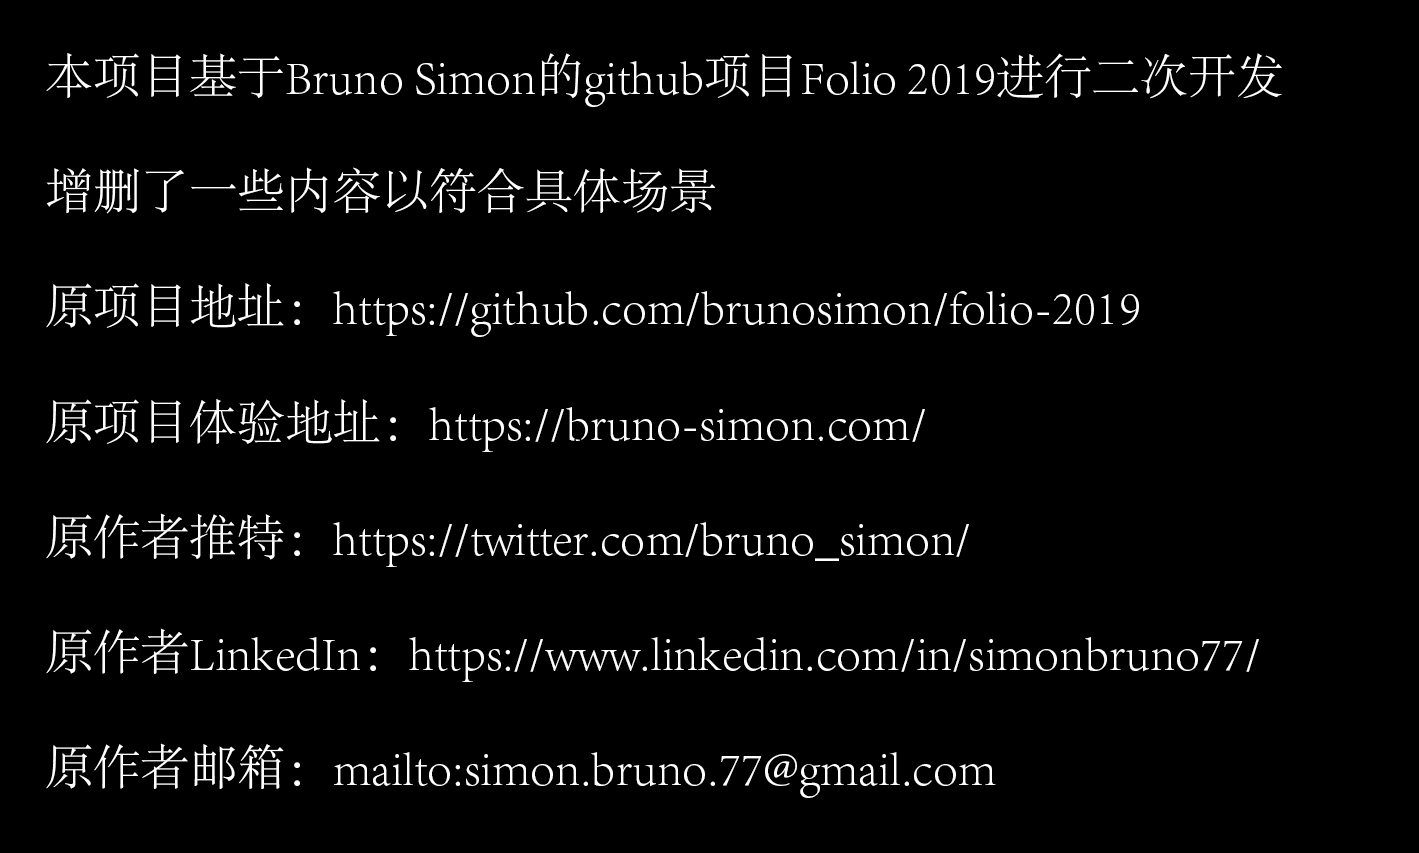 本项目基于Bruno Simon的github项目Folio 2019进行二次开发
增删了一些内容以符合具体场景
原项目地址：https://github.com/brunosimon/folio-2019
原项目体验地址：https://bruno-simon.com/
原作者推特：https://twitter.com/bruno_simon/
原作者LinkedIn：https://www.linkedin.com/in/simonbruno77/
原作者邮箱：mailto:simon.bruno.77@gmail.com